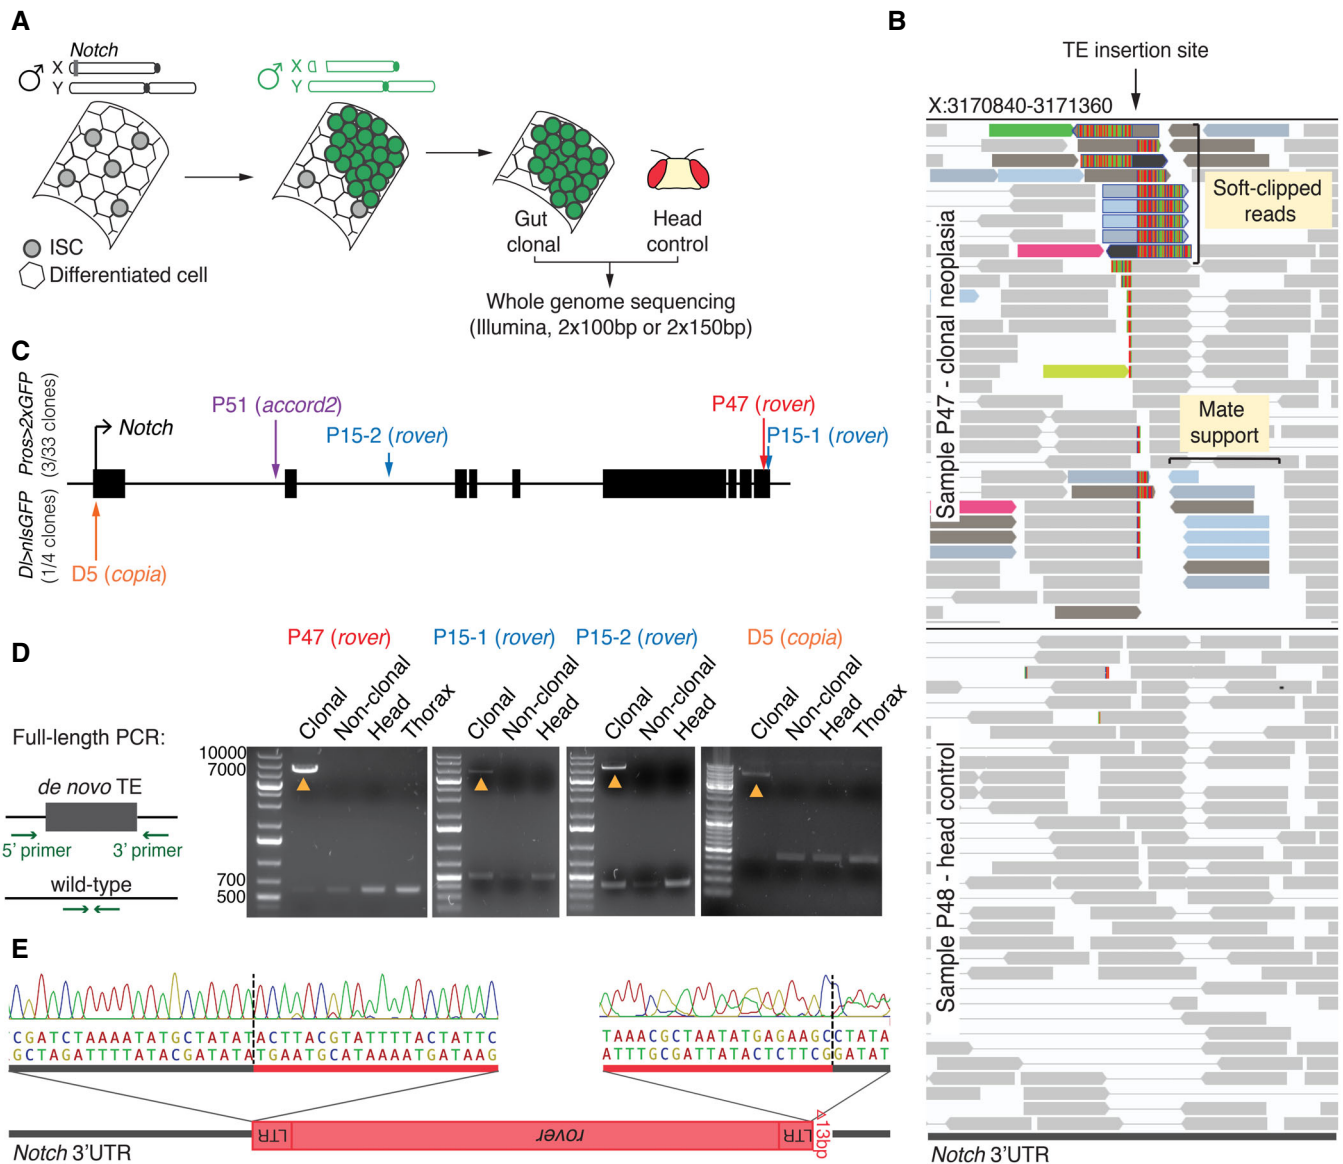 A
Notch
X
Y
X
Y
ISC
Differentiated cell
Gut
clonal
Head
control
Whole genome sequencing
(Illumina, 2x100bp or 2x150bp)
B
TE insertion site
X:3170840-3171360
Soft-clipped
reads
Mate
support
Sample P47 - clonal neoplasia
Sample P48 - head control
Notch 3'UTR
C
Pros>2xGFP
(3/33 clones)
Dl>nlsGFP
(1/4 clones)
Notch
P51 (accord2)
P15-2 (rover)
P47 (rover)
P15-1 (rover)
D5 (copia)
D
Full-length PCR:
de novo TE
5' primer
3' primer
wild-type
P47 (rover)
P15-1 (rover)
P15-2 (rover)
D5 (copia)
Clonal
Non-clonal
Head
Thorax
Clonal
Non-clonal
Head
Clonal
Non-clonal
Head
Clonal
Non-clonal
Head
Thorax
10000
7000
700
500
E
CGATCTAAAATATGCTATATACTTACGTATTTTACTATTC
GCTAGATTTTATACGATATATGAATGCATAAAATGATAAG
TAAACGCTAATATGAGAAGCCTATA
ATTTGCGATTATACTCTTCGGATAT
LTR
rover
LTR
Δ13bp
Notch 3'UTR